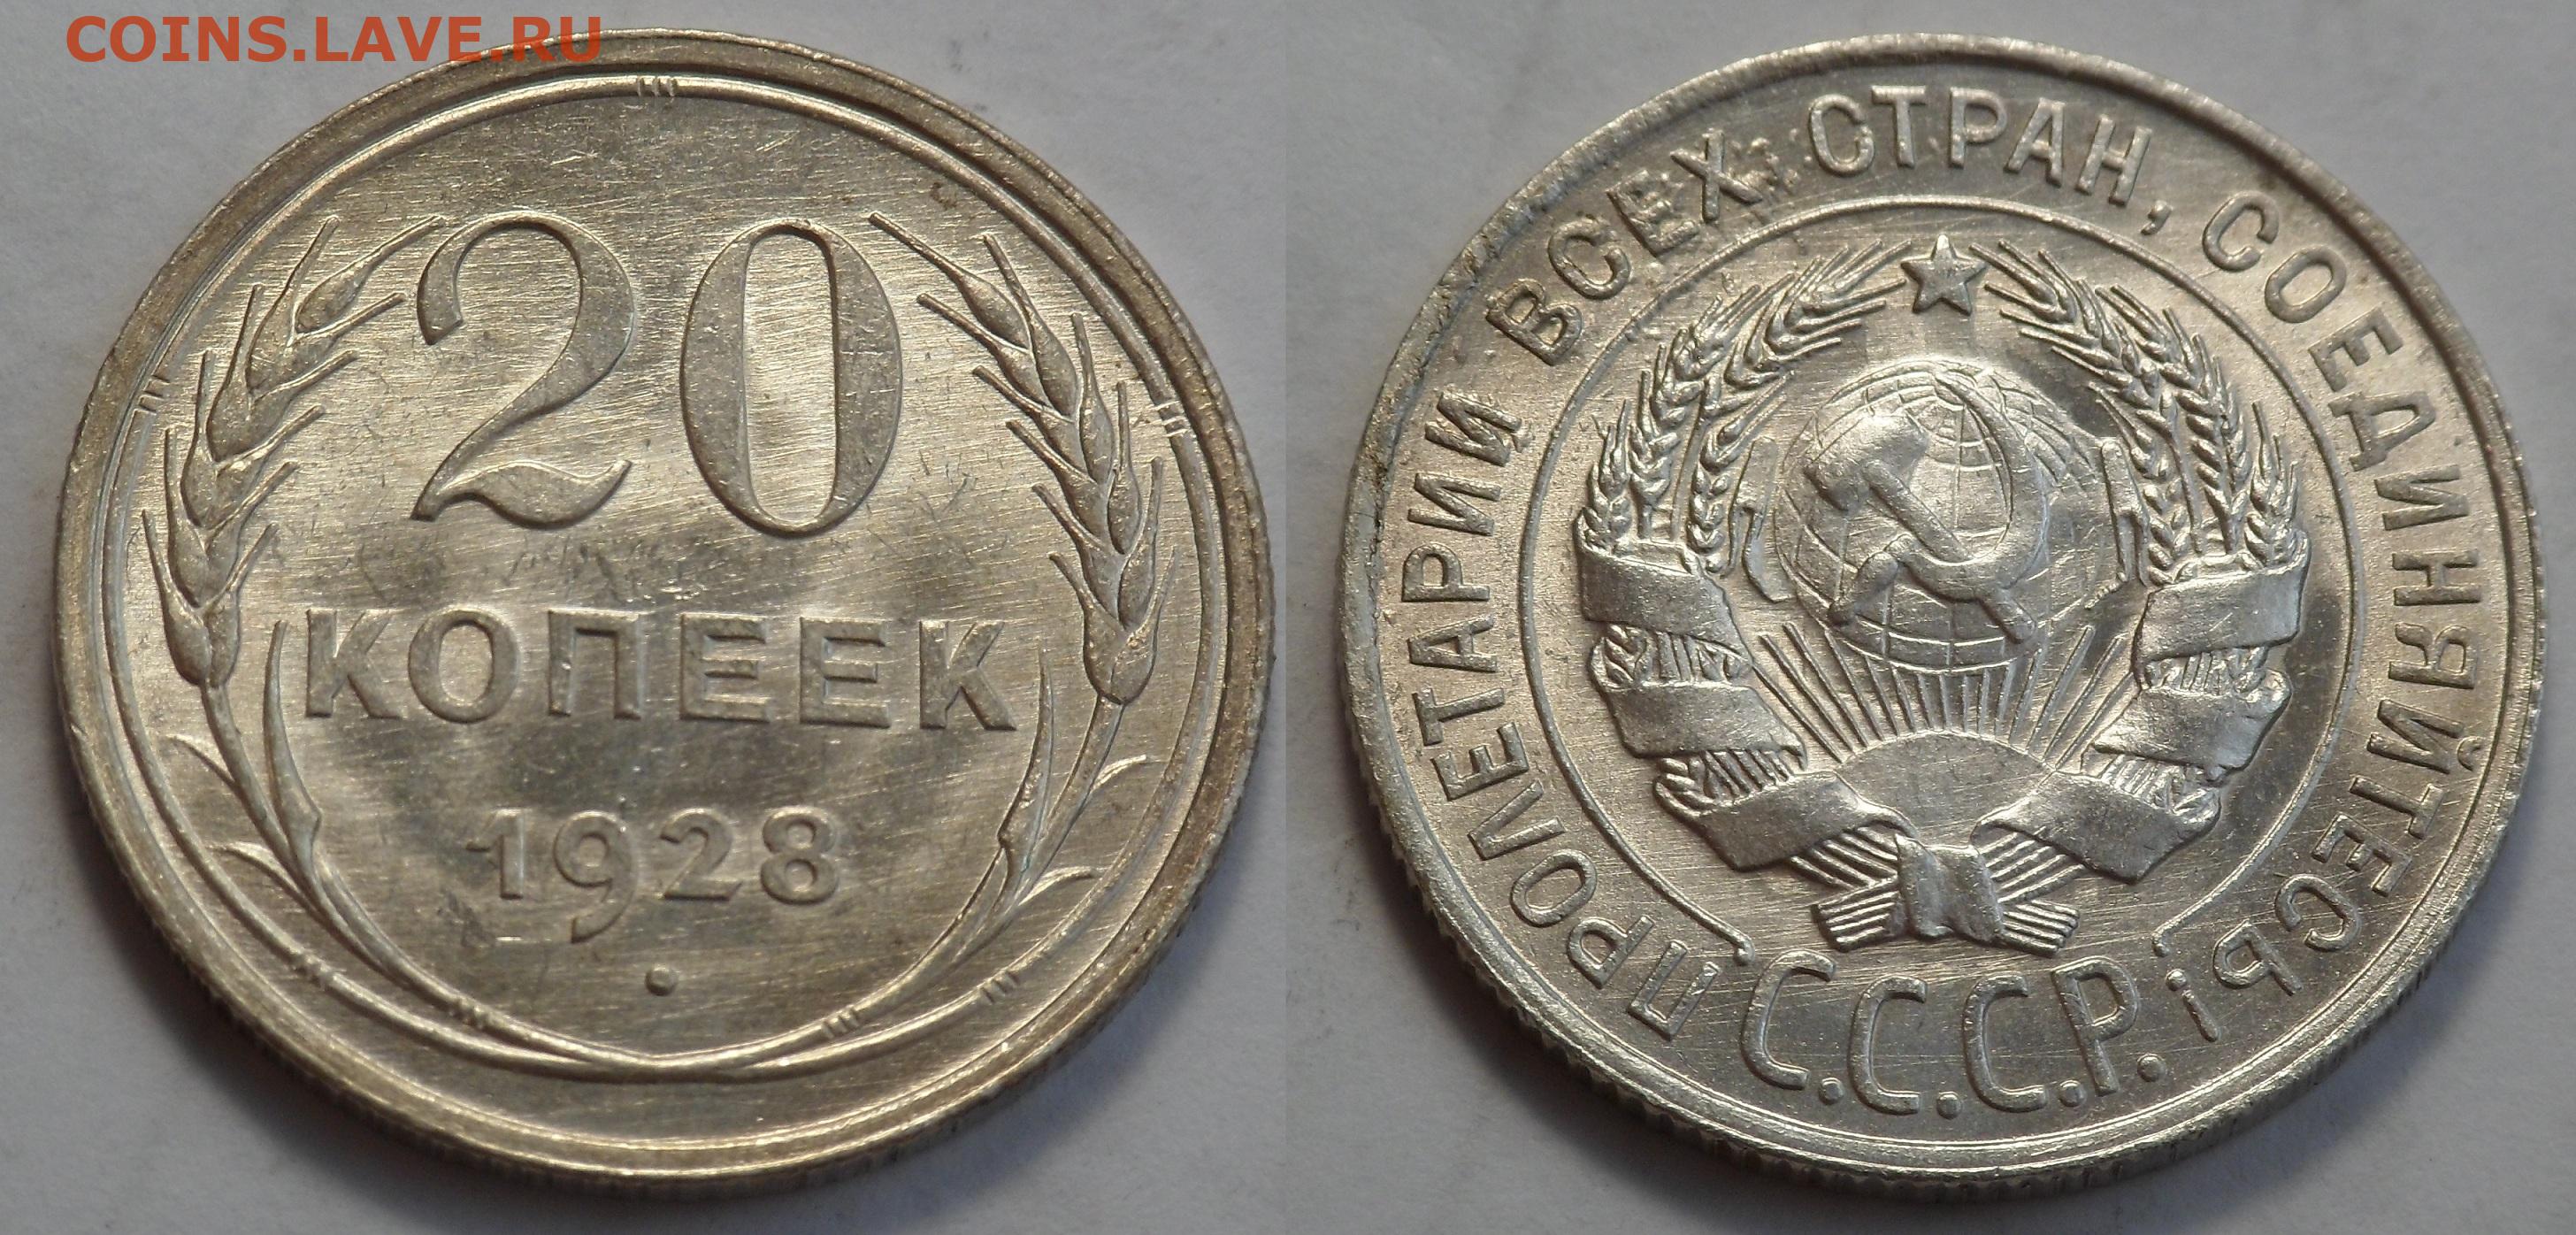 COINS.LAVE.RU
20
КОПЕЕК
1928
ПРОЛЕТАРИИ ВСЕХ СТРАН, СОЕДИНЯЙТЕСЬ!
С.С.С.Р.